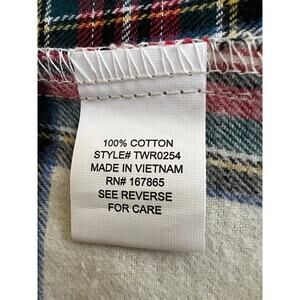 100% COTTON
STYLE# TWR0254
MADE IN VIETNAM
RN# 167865
SEE REVERSE
FOR CARE